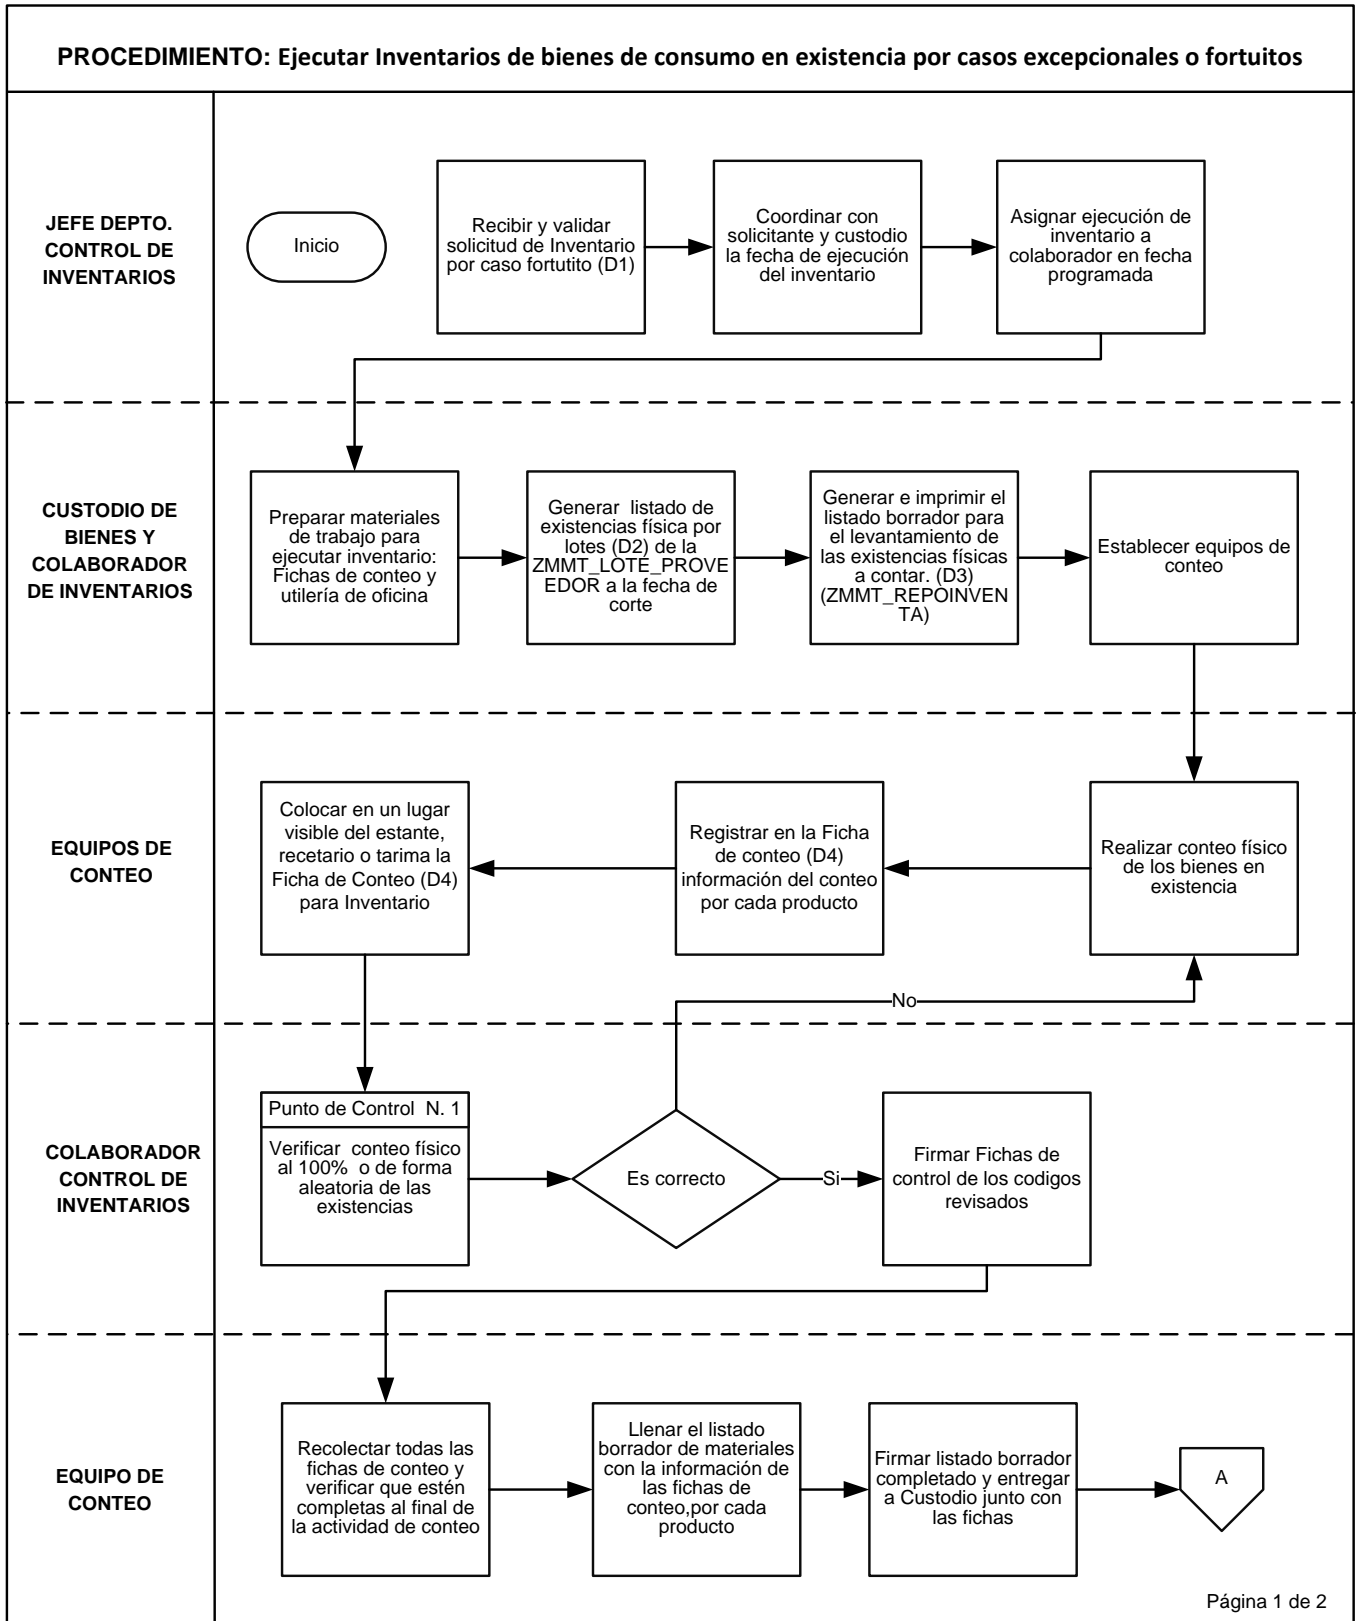 PROCEDIMIENTO: Ejecutar Inventarios de bienes de consumo en existencia por casos excepcionales o fortuitos
JEFE DEPTO.
CONTROL DE
INVENTARIOS
Inicio
Recibir y validar
solicitud de Inventario
por caso fortutito (D1)
Coordinar con
solicitante y custodio
la fecha de ejecución
del inventario
Asignar ejecución de
inventario a
colaborador en fecha
programada
CUSTODIO DE
BIENES Y
COLABORADOR
DE INVENTARIOS
Preparar materiales
de trabajo para
ejecutar inventario:
Fichas de conteo y
utilería de oficina
Generar listado de
existencias física por
lotes (D2) de la
ZMMT_LOTE_PROVE
EDOR a la fecha de
corte
Generar e imprimir el
listado borrador para
el levantamiento de
las existencias físicas
a contar. (D3)
(ZMMT_REPOINVEN
TA)
Establecer equipos de
conteo
EQUIPOS DE
CONTEO
Colocar en un lugar
visible del estante,
recetario o tarima la
Ficha de Conteo (D4)
para Inventario
Registrar en la Ficha
de conteo (D4)
información del conteo
por cada producto
Realizar conteo físico
de los bienes en
existencia
No
COLABORADOR
CONTROL DE
INVENTARIOS
Punto de Control N. 1
Verificar conteo físico
al 100% o de forma
aleatoria de las
existencias
Es correcto
Si
Firmar Fichas de
control de los codigos
revisados
EQUIPO DE
CONTEO
Recolectar todas las
fichas de conteo y
verificar que estén
completas al final de
la actividad de conteo
Llenar el listado
borrador de materiales
con la información de
las fichas de
conteo,por cada
producto
Firmar listado borrador
completado y entregar
a Custodio junto con
las fichas
A
Página 1 de 2